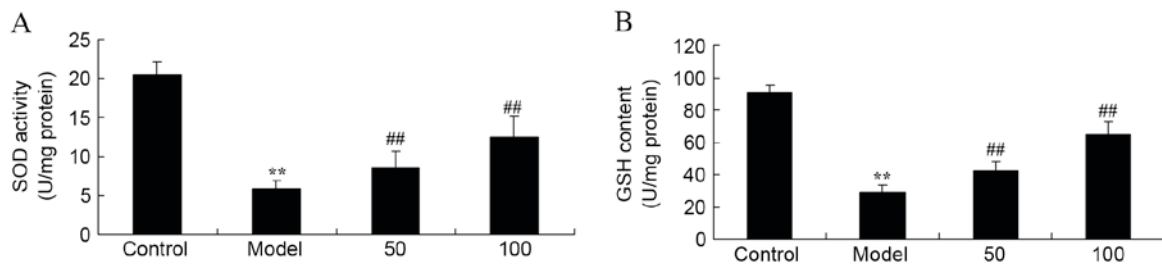 A
SOD activity
(U/mg protein)
25
20
15
10
5
0
**
##
##
Control Model 50 100
B
GSH content
(U/mg protein)
120
100
80
60
40
20
0
**
##
##
Control Model 50 100